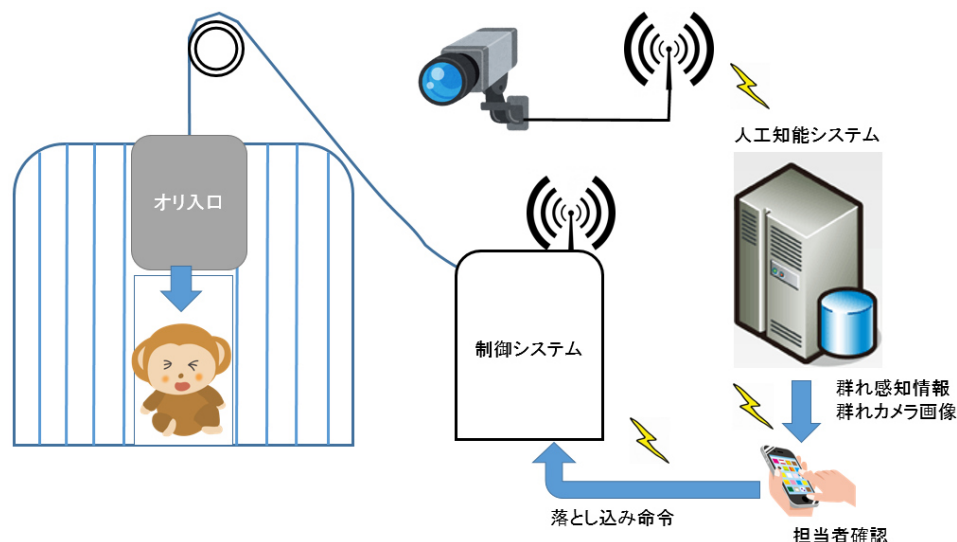 人工知能システム
オリ入口
制御システム
群れ感知情報
群れカメラ画像
落とし込み命令
担当者確認